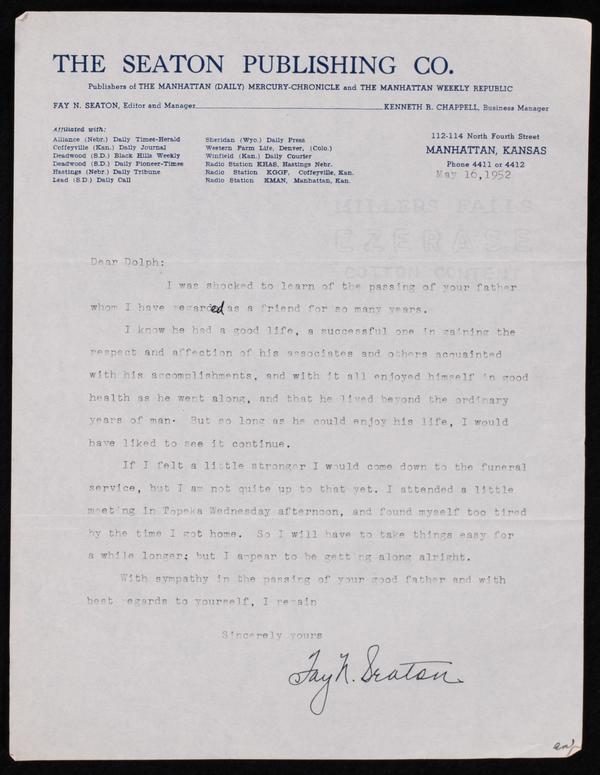 THE SEATON PUBLISHING CO.
Publishers of THE MANHATTAN (DAILY) MERCURY-CHRONICLE and THE MANHATTAN WEEKLY REPUBLIC
FAY N. SEATON, Editor and Manager KENNETH R. CHAPPELL, Business Manager
Affiliated with:
Alliance (Nebr.) Daily Times-Herald
Coffeyville (Kan.) Daily Journal
Deadwood (S.D.) Black Hills Weekly
Deadwood (S.D.) Daily Pioneer-Times
Hastings (Nebr.) Daily Tribune
Lead (S.D.) Daily Call
Sheridan (Wyo.) Daily Press
Western Farm Life, Denver, (Colo.)
Winfield (Kan.) Daily Courier
Radio Station KHAS, Hastings Nebr.
Radio Station KGGF, Coffeyville, Kan.
Radio Station KMAN, Manhattan, Kan.
112-114 North Fourth Street
MANHATTAN, KANSAS
Phone 4411 or 4412
May 16,1952
MILLERS FALLS
EZERASE
COTTON CONTENT
Dear Dolph:
I was shocked to learn of the passing of your father
whom I have regarded as a friend for so many years.
I know he had a good life, a successful one in gaining the
respect and affection of his associates and others acquainted
with his accomplishments, and with it all enjoyed himself in good
health as he went along, and that he lived beyond the ordinary
years of man. But so long as he could enjoy his life, I would
have liked to see it continue.
If I felt a little stronger I would come down to the funeral
service, but I am not quite up to that yet. I attended a little
meeting in Topeka Wednesday afternoon, and found myself too tired
by the time I got home. So I will have to take things easy for
a while longer; but I appear to be getting along alright.
With sympathy in the passing of your good father and with
best regards to yourself, I remain
Sincerely yours
Fay N. Seaton